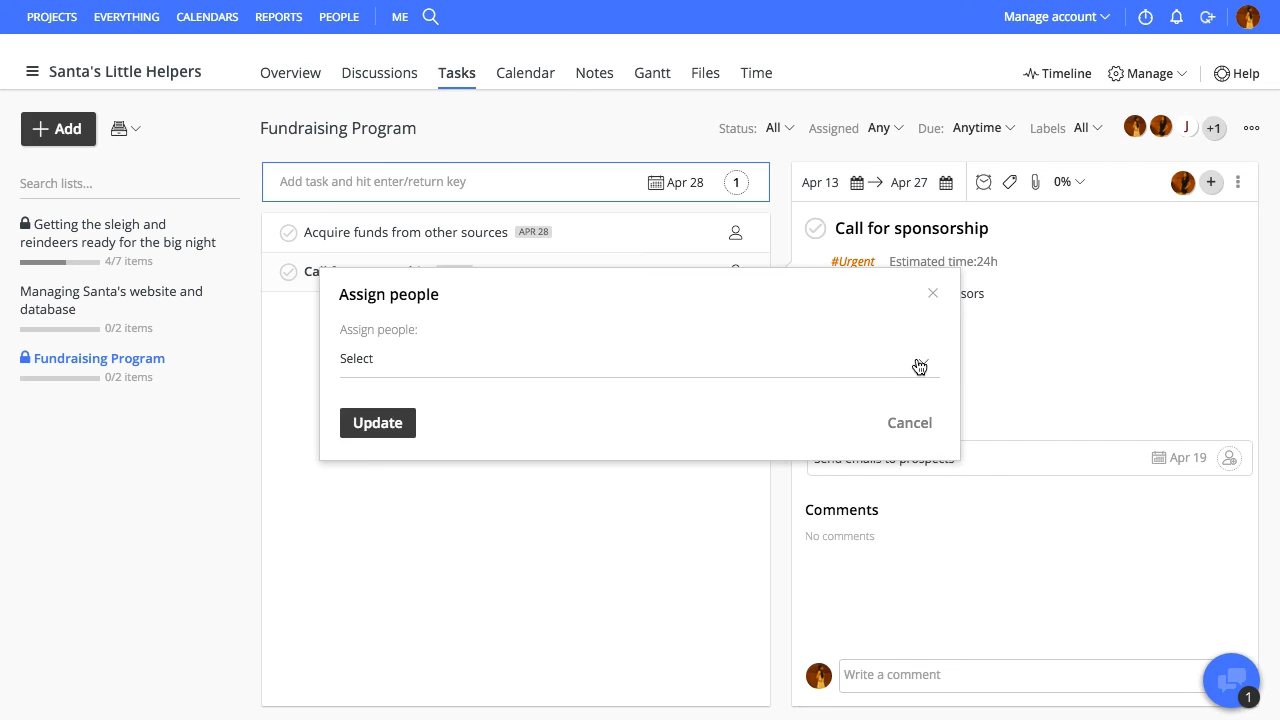 PROJECTS EVERYTHING CALENDARS REPORTS PEOPLE ME Manage account
Santa's Little Helpers Overview Discussions Tasks Calendar Notes Gantt Files Time Timeline Manage Help
Add Fundraising Program Status: All Assigned Any Due: Anytime Labels All J +1
Search lists...
Getting the sleigh and
reindeers ready for the big night
4/7 items
Managing Santa's website and
database
0/2 items
Fundraising Program
0/2 items
Add task and hit enter/return key Apr 28 1
Acquire funds from other sources APR 28
Apr 13 Apr 27 0% +
Call for sponsorship
#Urgent Estimated time:24h
Assign people
Assign people:
Select
Update Cancel
Send emails to prospects Apr 19
Comments
No comments
Write a comment
1